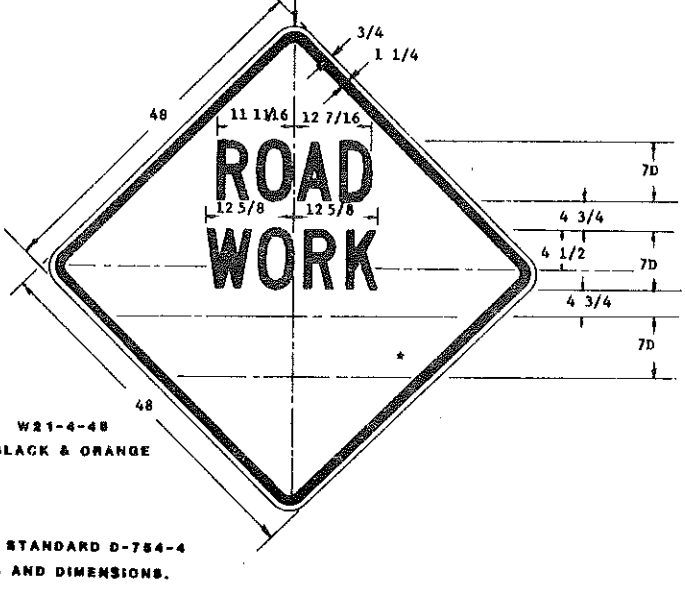 3/4
1 1/4
48
11 11/16 12 7/16
ROAD
7D
12 5/8 12 5/8
4 3/4
WORK
4 1/2
7D
4 3/4
7D
*
48
W21-4-48
BLACK & ORANGE
STANDARD D-754-4
AND DIMENSIONS.